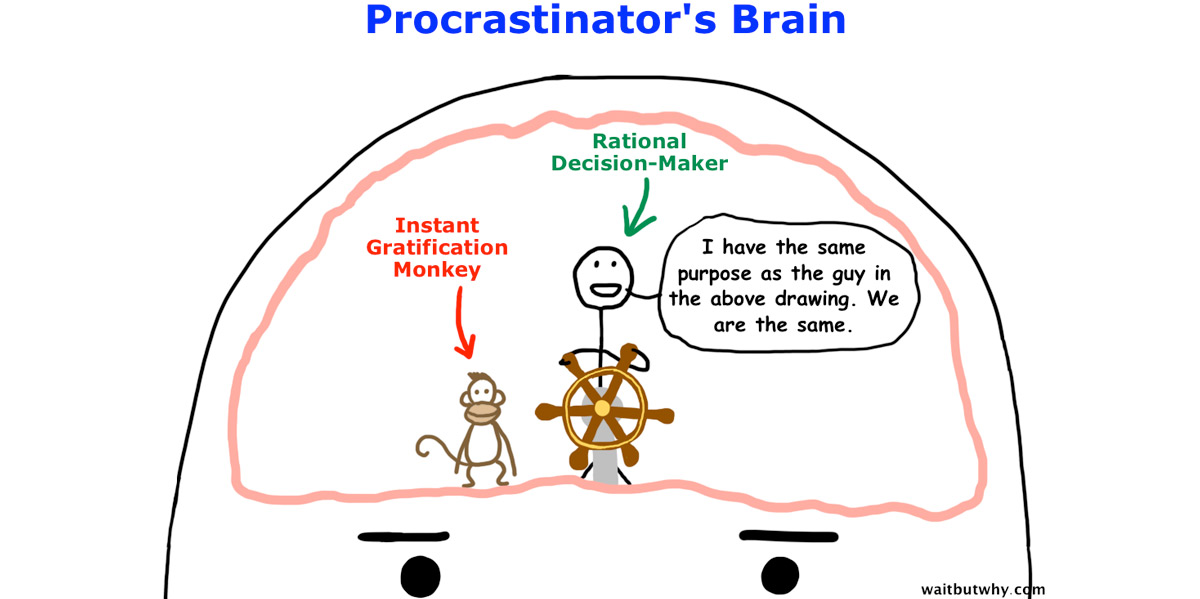 Procrastinator's Brain
Rational
Decision-Maker
Instant
Gratification
Monkey
I have the same
purpose as the guy in
the above drawing. We
are the same.
waitbutwhy.com